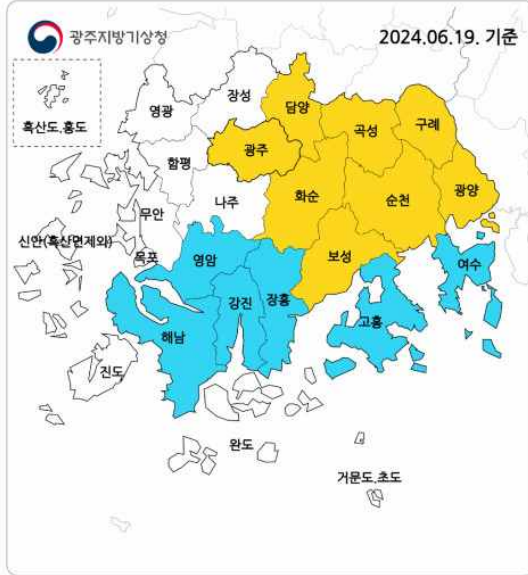 광주지방기상청
2024.06.19. 기준
흑산도,홍도
영광
장성
담양
곡성
구례
함평
광주
화순
순천
광양
무안
나주
신안(흑산면제외)
목포
영암
보성
여수
강진
장흥
고흥
해남
진도
완도
거문도,초도